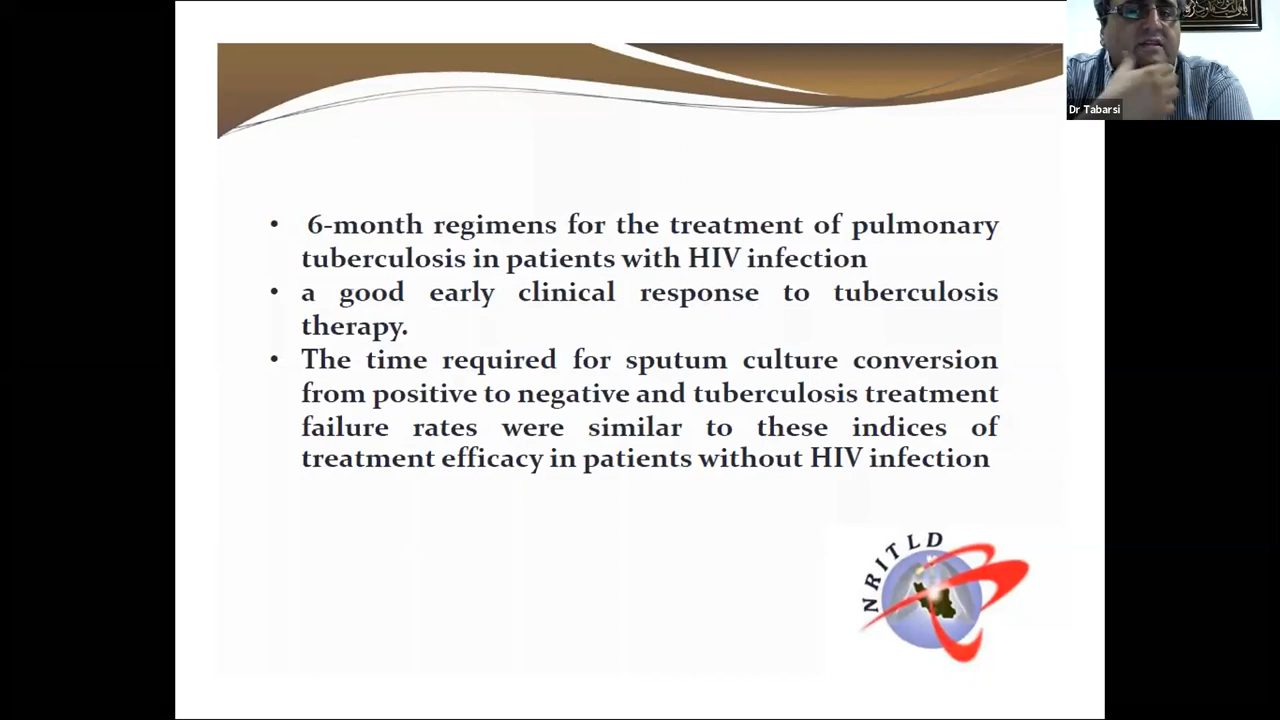 Dr Tabarsi
• 6-month regimens for the treatment of pulmonary
tuberculosis in patients with HIV infection
• a good early clinical response to tuberculosis
therapy.
• The time required for sputum culture conversion
from positive to negative and tuberculosis treatment
failure rates were similar to these indices of
treatment efficacy in patients without HIV infection
NRITLD